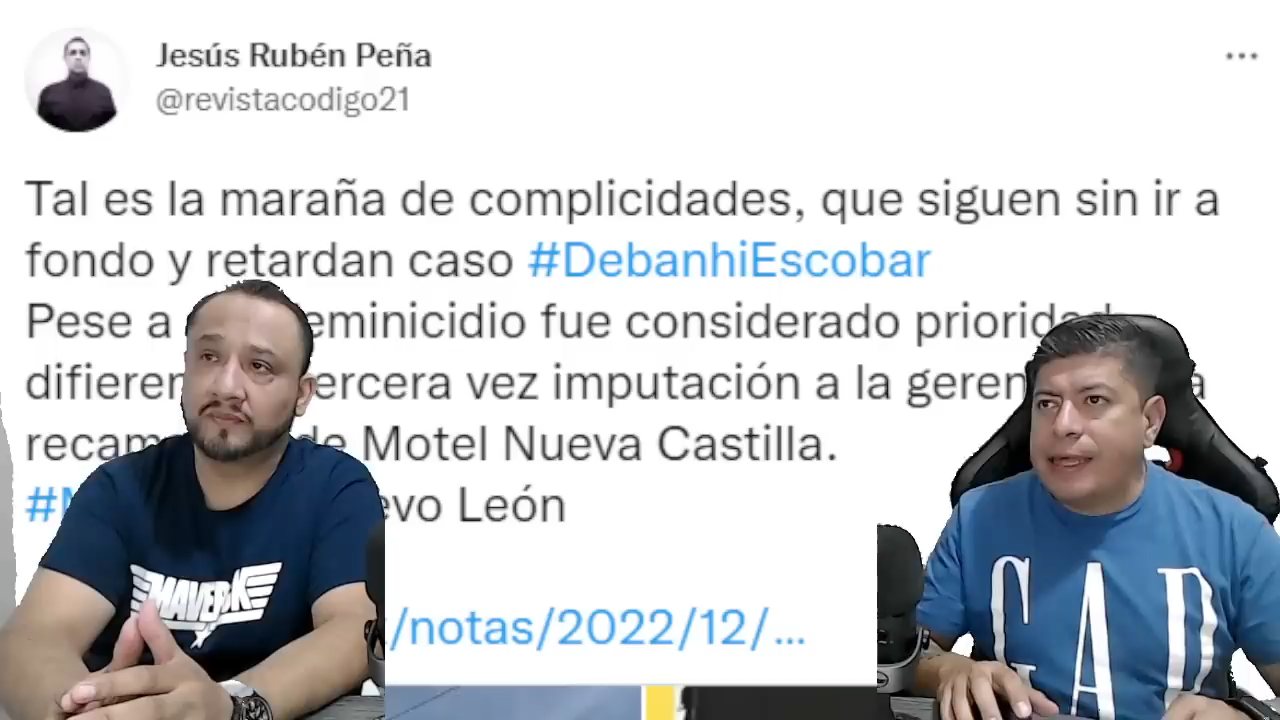 Jesús Rubén Peña
@revistacodigo21
Tal es la maraña de complicidades, que siguen sin ir a
fondo y retardan caso #DebanhiEscobar
Pese a eminicidio fue considerado prioridad
difieren ercera vez imputación a la geren a
recam de Motel Nueva Castilla.
# evo León
/notas/2022/12/...
MAVERICK
GAP